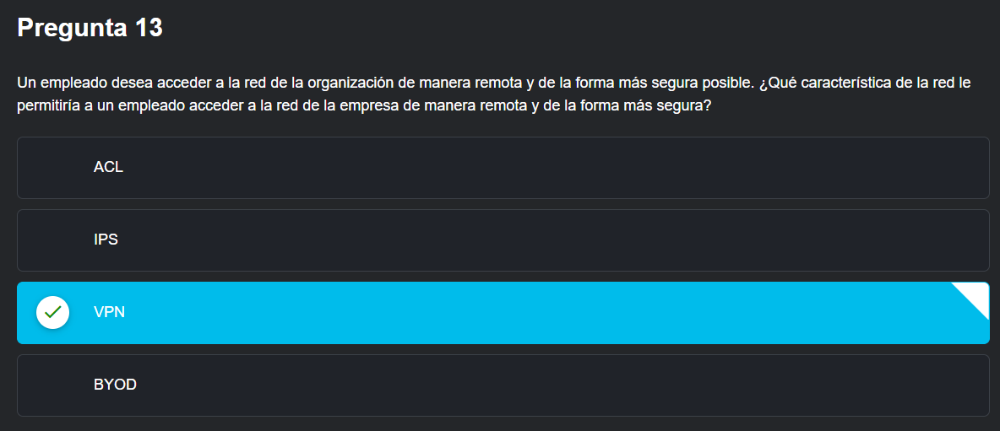 Pregunta 13
Un empleado desea acceder a la red de la organización de manera remota y de la forma más segura posible. ¿Qué característica de la red le
permitiría a un empleado acceder a la red de la empresa de manera remota y de la forma más segura?
ACL
IPS
VPN
BYOD